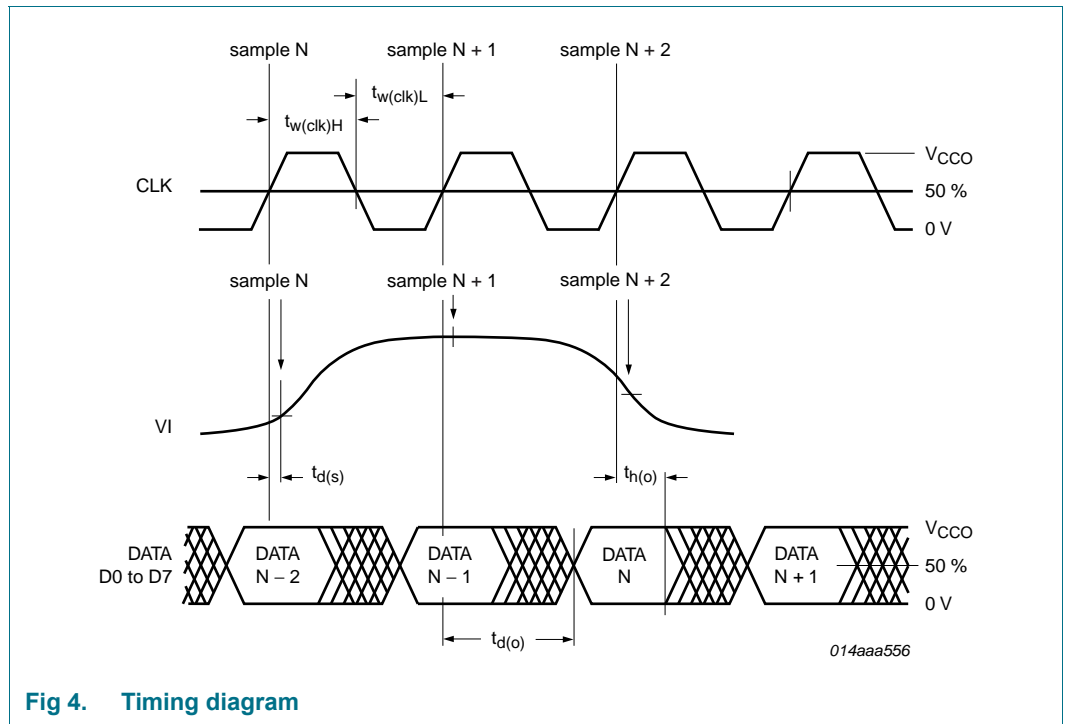 sample N sample N + 1 sample N + 2
tw(clk)L
tw(clk)H
VCCO
CLK 50 %
0 V
sample N sample N + 1 sample N + 2
VI
td(s) th(o)
VCCO
DATA DATA DATA DATA DATA
D0 to D7 N − 2 N − 1 N N + 1 50 %
0 V
td(o)
014aaa556
Fig 4. Timing diagram